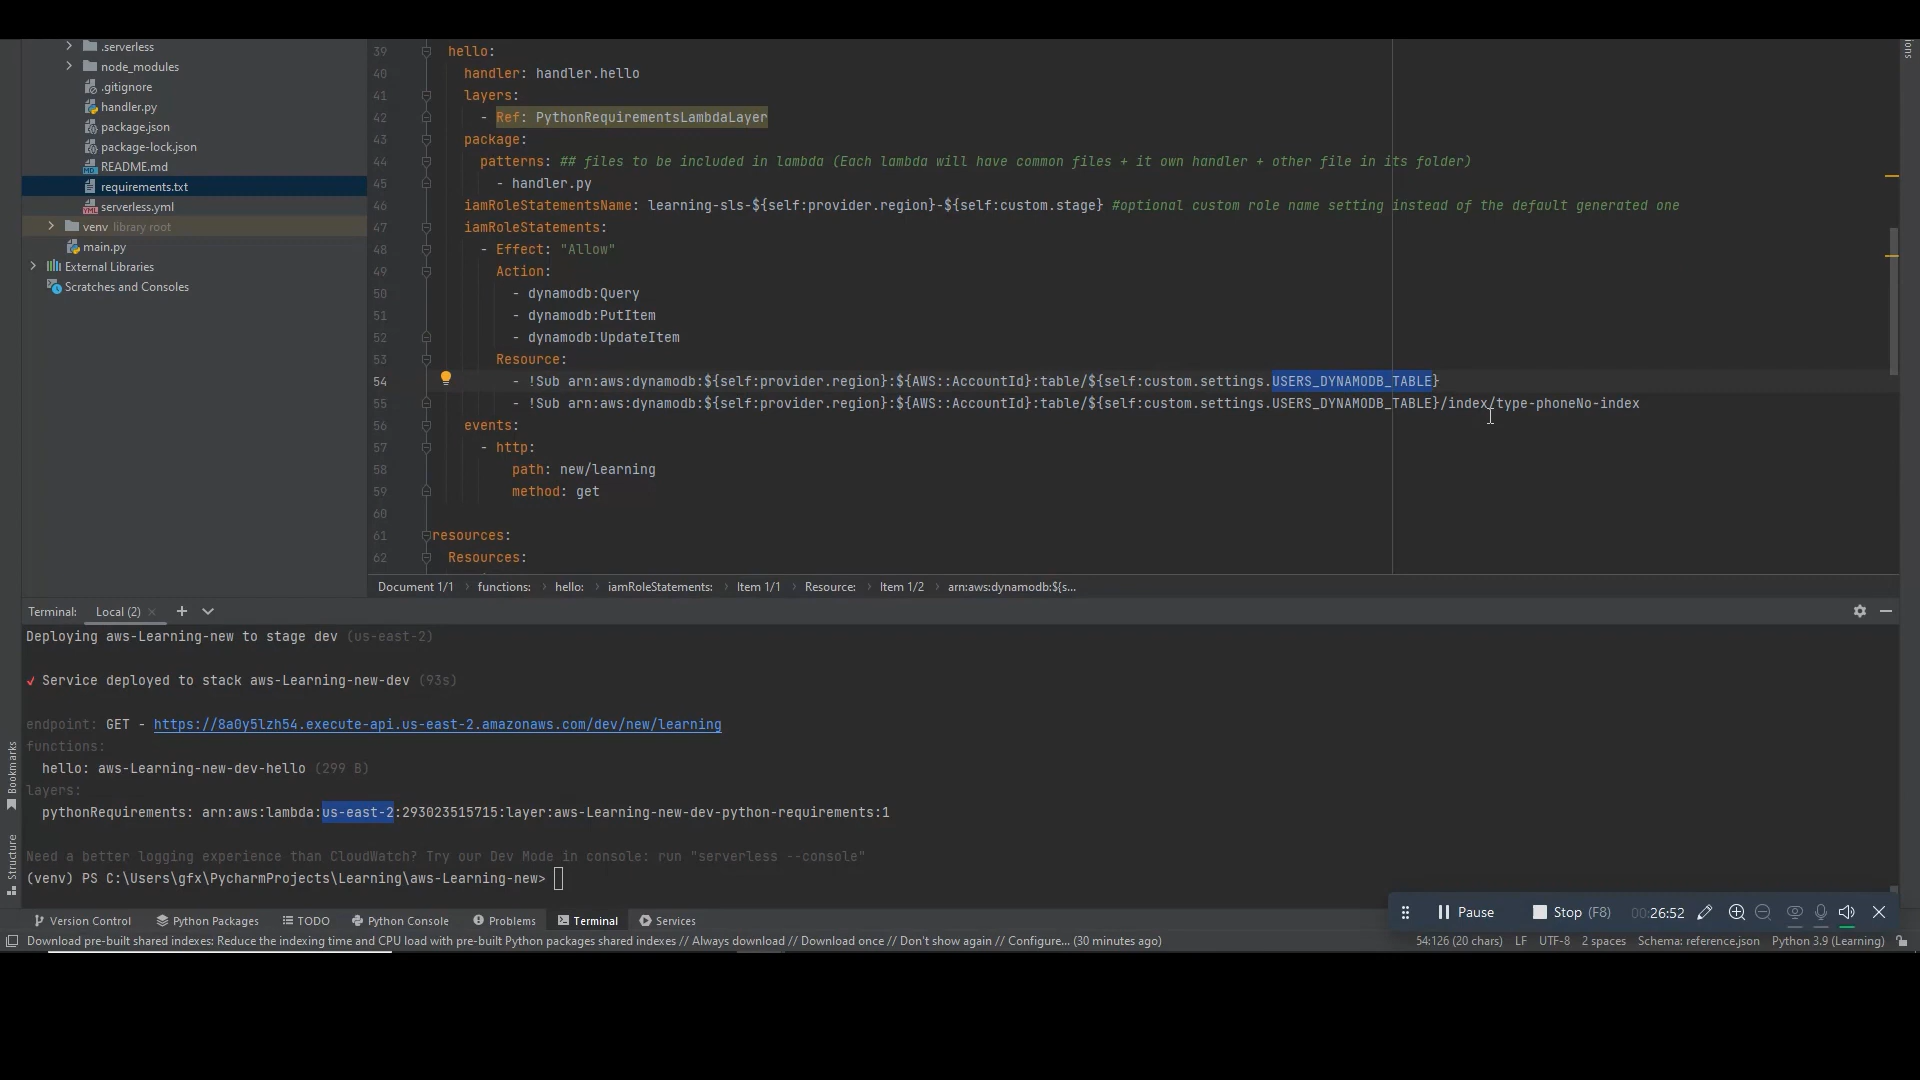 .serverless
node_modules
.gitignore
handler.py
package.json
package-lock.json
README.md
requirements.txt
serverless.yml
venv library root
main.py
External Libraries
Scratches and Consoles
39 hello:
40 handler: handler.hello
41 layers:
42 - Ref: PythonRequirementsLambdaLayer
43 package:
44 patterns: ## files to be included in lambda (Each lambda will have common files + it own handler + other file in its folder)
45 - handler.py
46 iamRoleStatementsName: learning-sls-${self:provider.region}-${self:custom.stage} #optional custom role name setting instead of the default generated one
47 iamRoleStatements:
48 - Effect: "Allow"
49 Action:
50 - dynamodb:Query
51 - dynamodb:PutItem
52 - dynamodb:UpdateItem
53 Resource:
54 - !Sub arn:aws:dynamodb:${self:provider.region}:${AWS::AccountId}:table/${self:custom.settings.USERS_DYNAMODB_TABLE}
55 - !Sub arn:aws:dynamodb:${self:provider.region}:${AWS::AccountId}:table/${self:custom.settings.USERS_DYNAMODB_TABLE}/index/type-phoneNo-index
56 events:
57 - http:
58 path: new/learning
59 method: get
60
61 resources:
62 Resources:
Document 1/1 › functions: › hello: › iamRoleStatements: › Item 1/1 › Resource: › Item 1/2 › arn:aws:dynamodb:${s...
Terminal: Local (2)
Deploying aws-Learning-new to stage dev (us-east-2)
✓ Service deployed to stack aws-Learning-new-dev (93s)
endpoint: GET - https://8a0y5lzh54.execute-api.us-east-2.amazonaws.com/dev/new/learning
functions:
hello: aws-Learning-new-dev-hello (299 B)
layers:
pythonRequirements: arn:aws:lambda:us-east-2:293023515715:layer:aws-Learning-new-dev-python-requirements:1
Need a better logging experience than CloudWatch? Try our Dev Mode in console: run "serverless --console"
(venv) PS C:\Users\gfx\PycharmProjects\Learning\aws-Learning-new>
Bookmarks
Structure
Pause Stop (F8) 00:26:52
Version Control Python Packages TODO Python Console Problems Terminal Services
Download pre-built shared indexes: Reduce the indexing time and CPU load with pre-built Python packages shared indexes // Always download // Download once // Don't show again // Configure... (30 minutes ago) 54:126 (20 chars) LF UTF-8 2 spaces Schema: reference.json Python 3.9 (Learning)